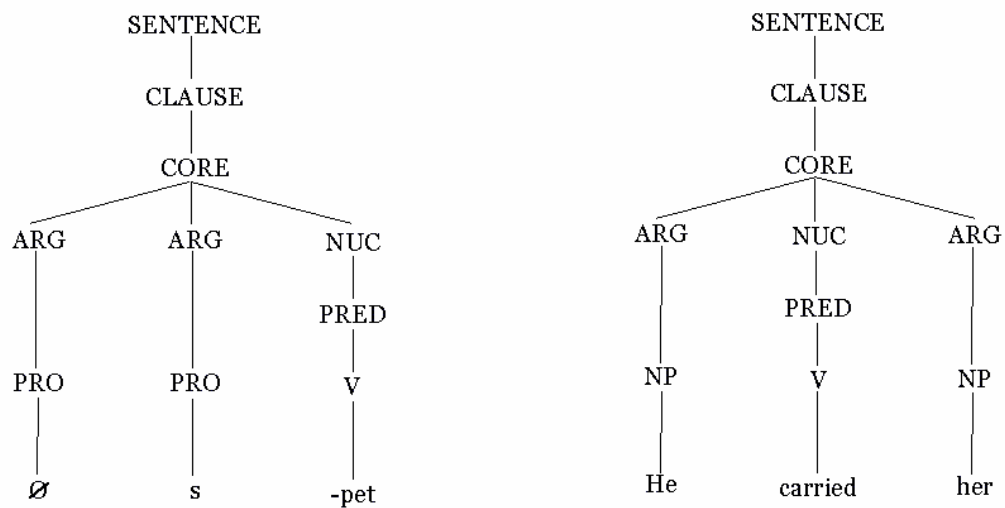 SENTENCE SENTENCE
CLAUSE CLAUSE
CORE CORE
ARG ARG NUC ARG NUC ARG
PRED PRED
PRO PRO V NP V NP
Ø s -pet He carried her